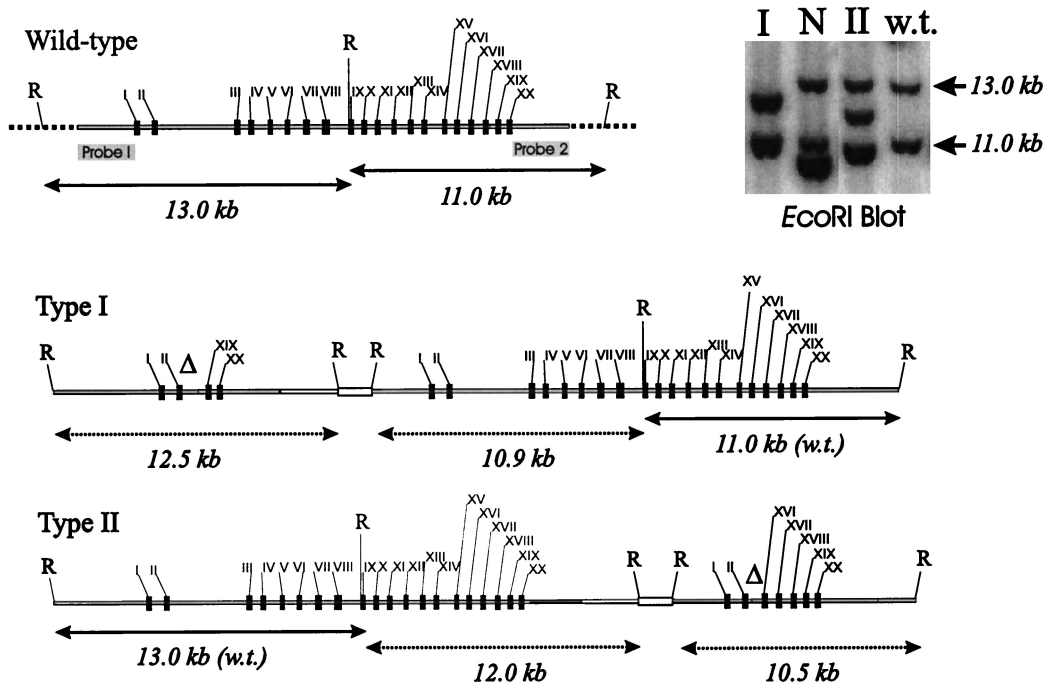 Wild-type
R
I II
III IV V VI VII VIII
R
IX X XI XII XIII XIV
XV
XVI
XVII
XVIII
XIX
XX
R
Probe I
Probe 2
13.0 kb
11.0 kb
I N II w.t.
13.0 kb
11.0 kb
EcoRI Blot
Type I
R
I II Δ XIX
XX
R R
I II
III IV V VI VII VIII
R
IX X XI XII XIII XIV
XV
XVI
XVII
XVIII
XIX
XX
R
12.5 kb
10.9 kb
11.0 kb (w.t.)
Type II
R
I II
iii IV V VI VII VIII
R
IX X XI XII XIII XIV
XV
XVI
XVII
XVIII
XIX
XX
R R
I II Δ XVI
XVII
XVIII
XIX
XX
R
13.0 kb (w.t.)
12.0 kb
10.5 kb